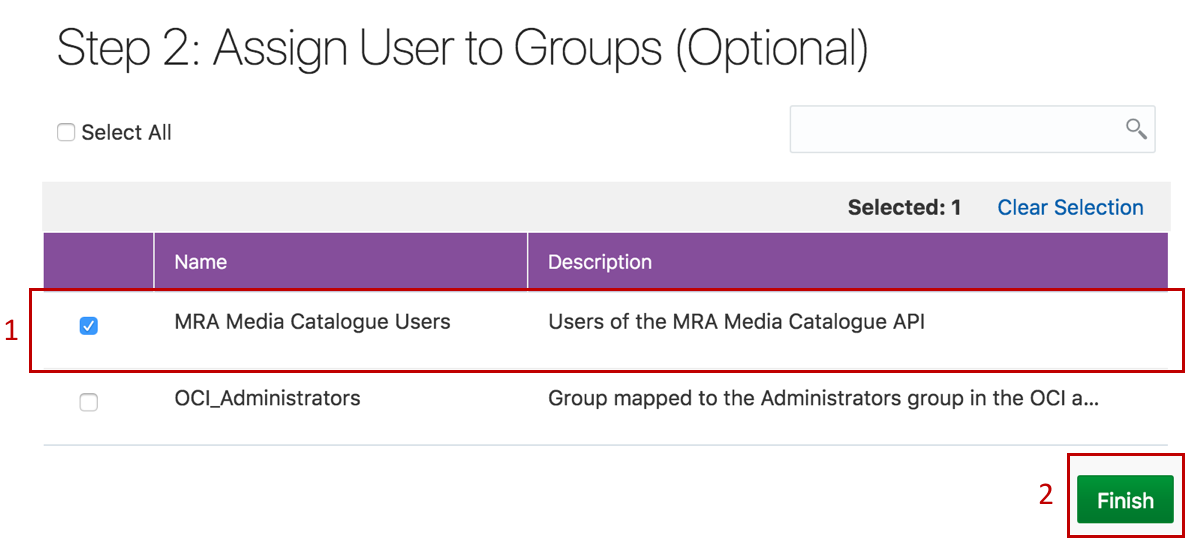 Step 2: Assign User to Groups (Optional)
Select All
Selected: 1 Clear Selection
Name Description
1 MRA Media Catalogue Users Users of the MRA Media Catalogue API
OCI_Administrators Group mapped to the Administrators group in the OCI a...
2 Finish